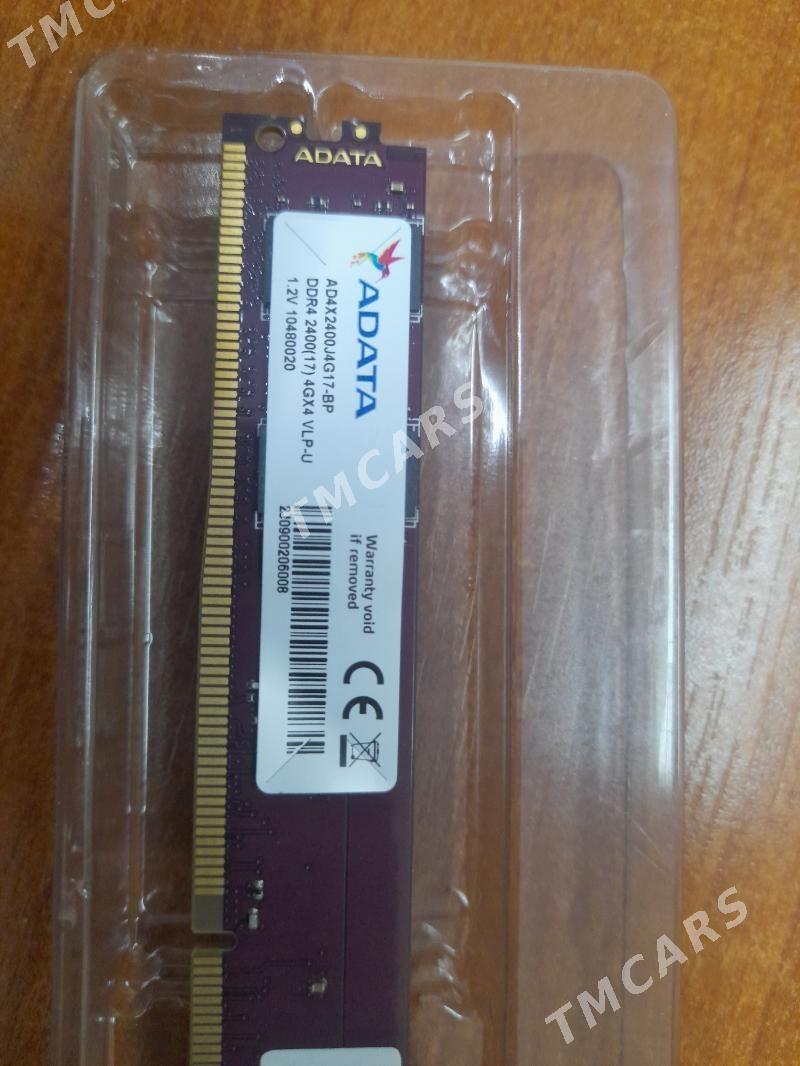 TMCARS
ADATA
ADATA
AD4X2400J4G17-BP
DDR4 2400(17) 4GX4 VLP-U
1.2V 10480020
Warranty void
if removed
CE
TMCARS
TMCARS